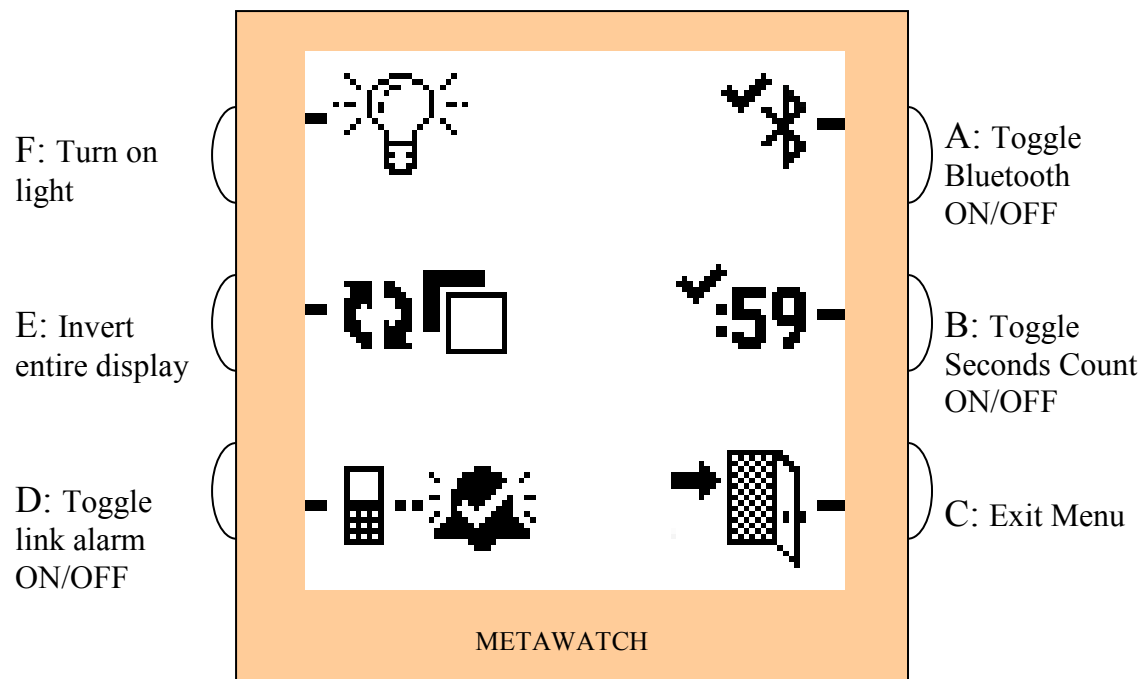 F: Turn on
light
E: Invert
entire display
D: Toggle
link alarm
ON/OFF
:59
A: Toggle
Bluetooth
ON/OFF
B: Toggle
Seconds Count
ON/OFF
C: Exit Menu
METAWATCH